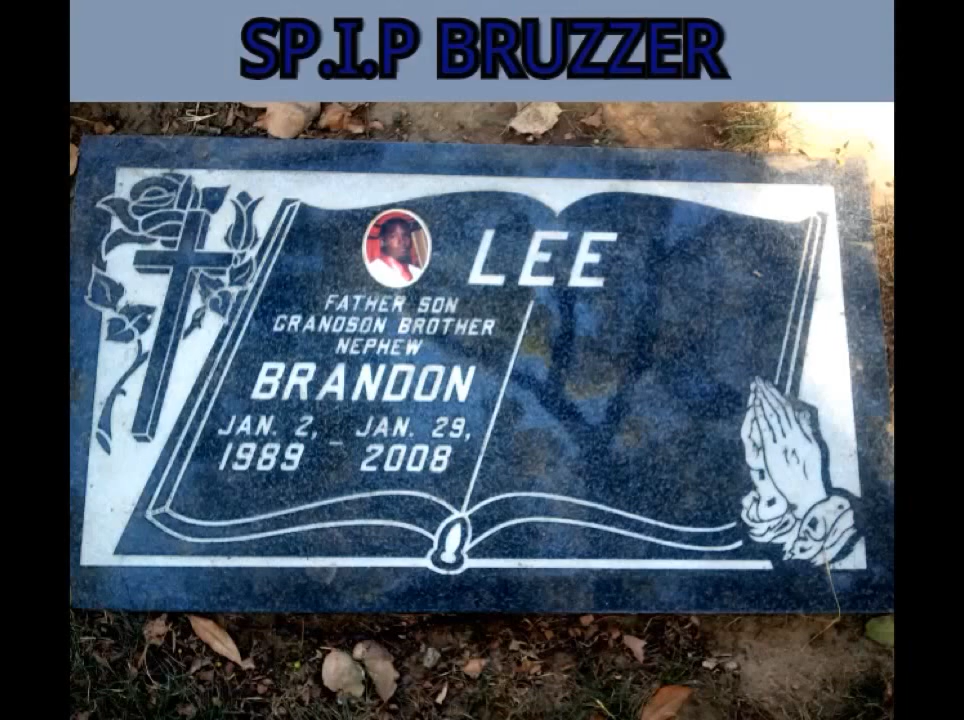 SP.I.P BRUZZER
LEE
FATHER SON
GRANDSON BROTHER
NEPHEW
BRANDON
JAN. 2, - JAN. 29,
1989 2008